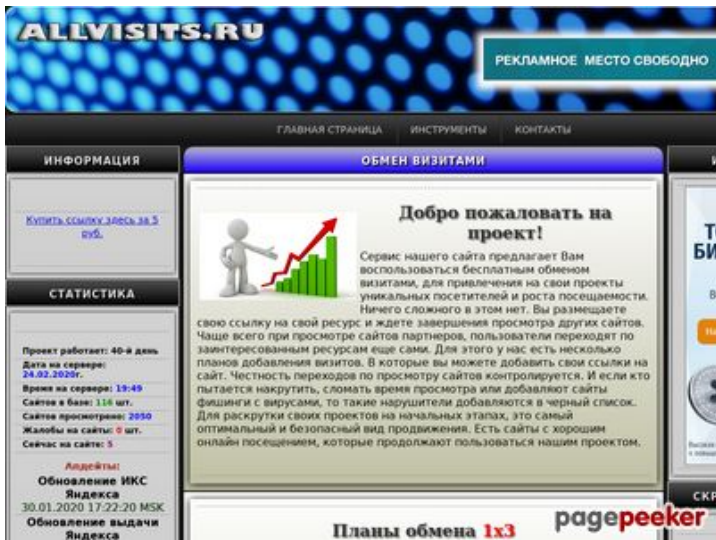 ALLVISITS.RU
РЕКЛАМНОЕ МЕСТО СВОБОДНО
ГЛАВНАЯ СТРАНИЦА ИНСТРУМЕНТЫ КОНТАКТЫ
ИНФОРМАЦИЯ
Купить ссылку здесь за 5
руб.
СТАТИСТИКА
Проект работает: 40-й день
Дата на сервере:
24.02.2020г.
Время на сервере: 19:49
Сайтов в базе: 116 шт.
Сайтов просмотрено: 2050
Жалобы на сайты: 0 шт.
Сейчас на сайте: 5
Апдейты:
Обновление ИКС
Яндекса
30.01.2020 17:22:20 MSK
Обновление выдачи
Яндекса
ОБМЕН ВИЗИТАМИ
Добро пожаловать на
проект!
Сервис нашего сайта предлагает Вам
воспользоваться бесплатным обменом
визитами, для привлечения на свои проекты
уникальных посетителей и роста посещаемости.
Ничего сложного в этом нет. Вы размещаете
свою ссылку на свой ресурс и ждете завершения просмотра других сайтов.
Чаще всего при просмотре сайтов партнеров, пользователи переходят по
заинтересованным ресурсам еще сами. Для этого у нас есть несколько
планов добавления визитов. В которые вы можете добавить свои ссылки на
сайт. Честность переходов по просмотру сайтов контролируется. И если кто
пытается накрутить, сломать время просмотра или добавляют сайты
фишинги с вирусами, то такие нарушители добавляются в черный список.
Для раскрутки своих проектов на начальных этапах, это самый
оптимальный и безопасный вид продвижения. Есть сайты с хорошим
онлайн посещением, которые продолжают пользоваться нашим проектом.
Планы обмена 1x3
pagepeeker